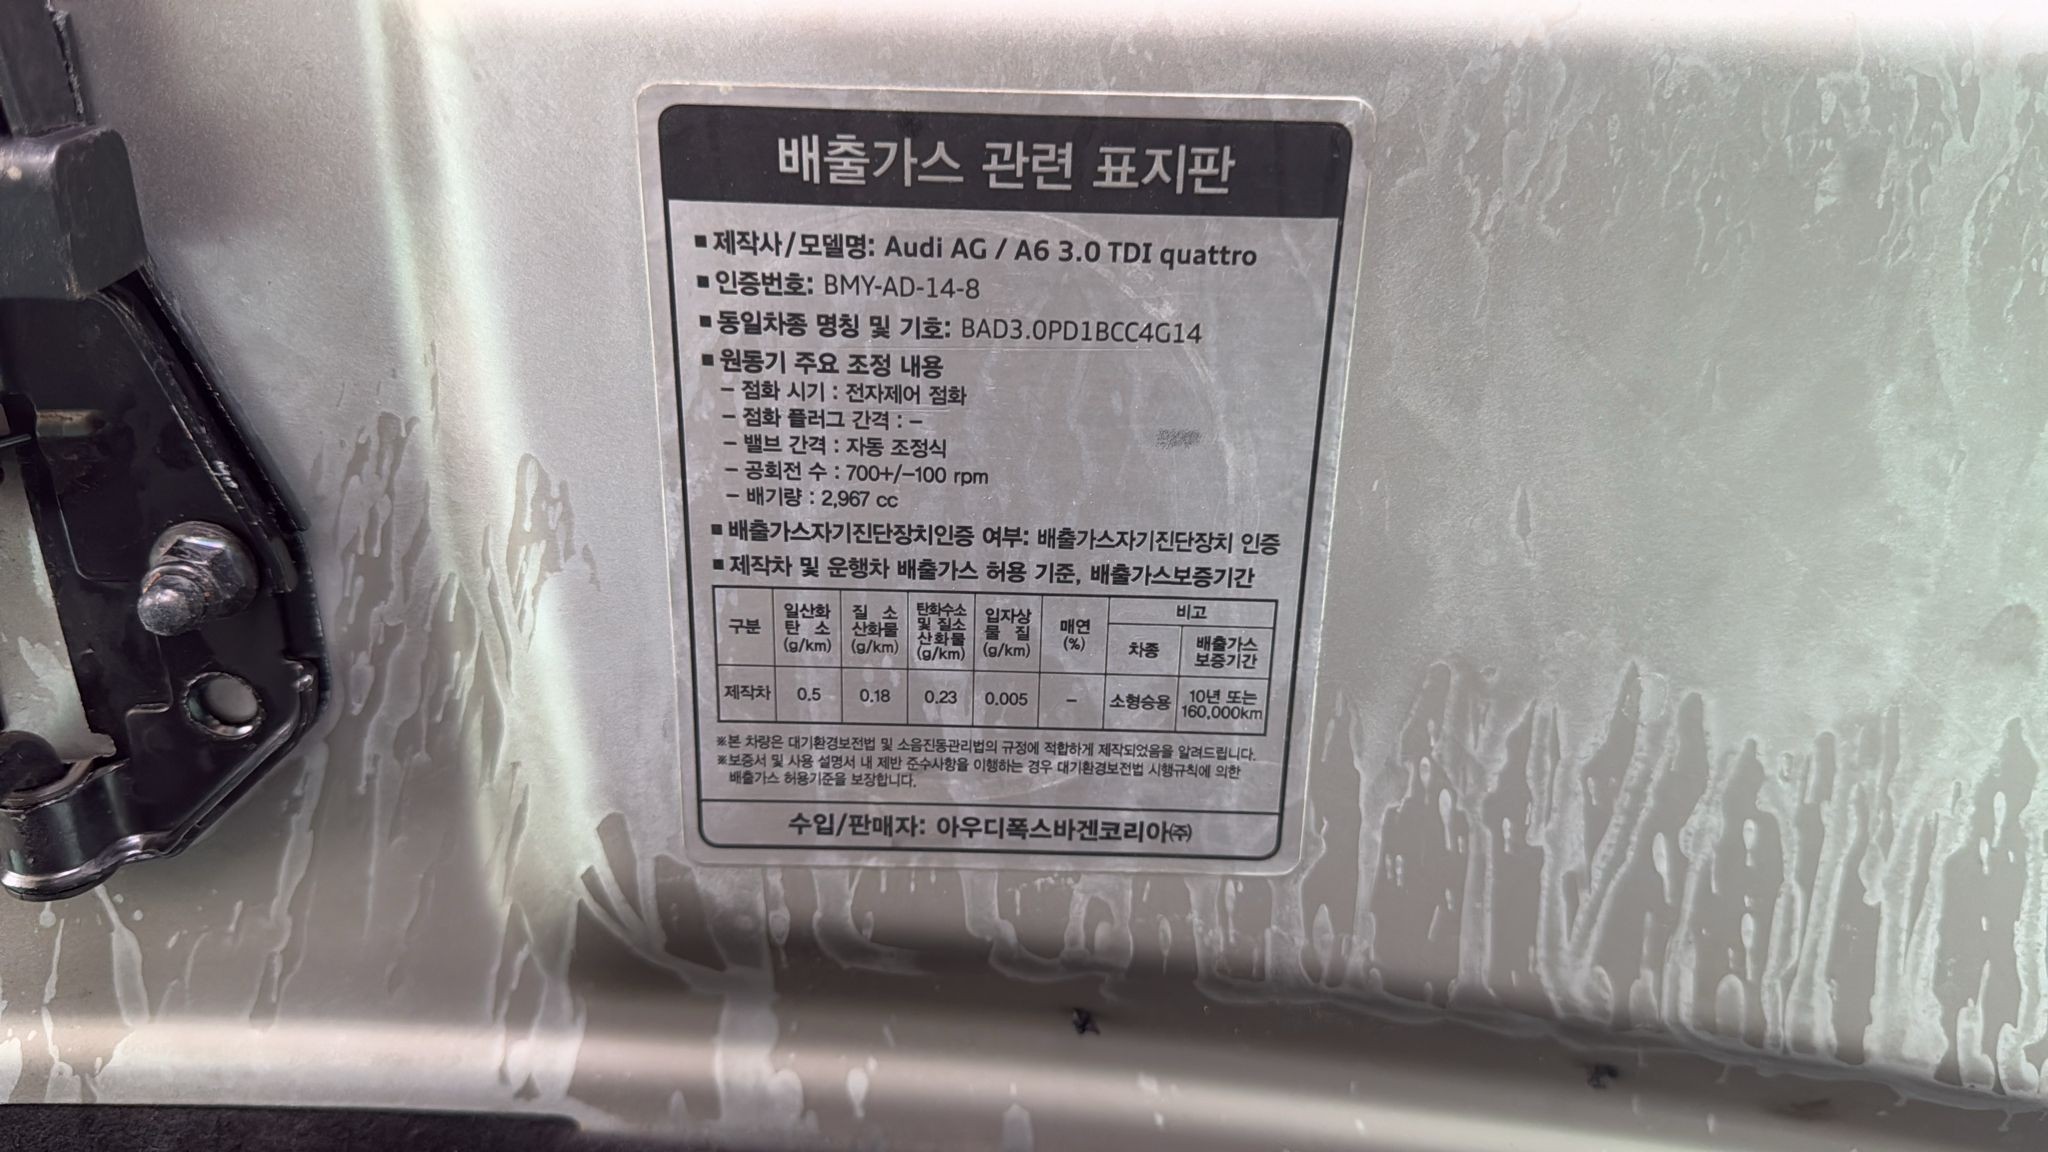 배출가스 관련 표지판
■ 제작사/모델명: Audi AG / A6 3.0 TDI quattro
■ 인증번호: BMY-AD-14-8
■ 동일차종 명칭 및 기호: BAD3.0PD1BCC4G14
■ 원동기 주요 조정 내용
– 점화 시기 : 전자제어 점화
– 점화 플러그 간격 : –
– 밸브 간격 : 자동 조정식
– 공회전 수 : 700+/–100 rpm
– 배기량 : 2,967 cc
■ 배출가스자기진단장치인증 여부: 배출가스자기진단장치 인증
■ 제작차 및 운행차 배출가스 허용 기준, 배출가스보증기간
구분 일산화탄소 (g/km) 질소산화물 (g/km) 탄화수소 및 질소산화물 (g/km) 입자상물질 (g/km) 매연 (%) 비고
차종 배출가스 보증기간
제작차 0.5 0.18 0.23 0.005 – 소형승용 10년 또는 160,000km
※본 차량은 대기환경보전법 및 소음진동관리법의 규정에 적합하게 제작되었음을 알려드립니다.
※보증서 및 사용 설명서 내 제반 준수사항을 이행하는 경우 대기환경보전법 시행규칙에 의한
배출가스 허용기준을 보장합니다.
수입/판매자: 아우디폭스바겐코리아㈜